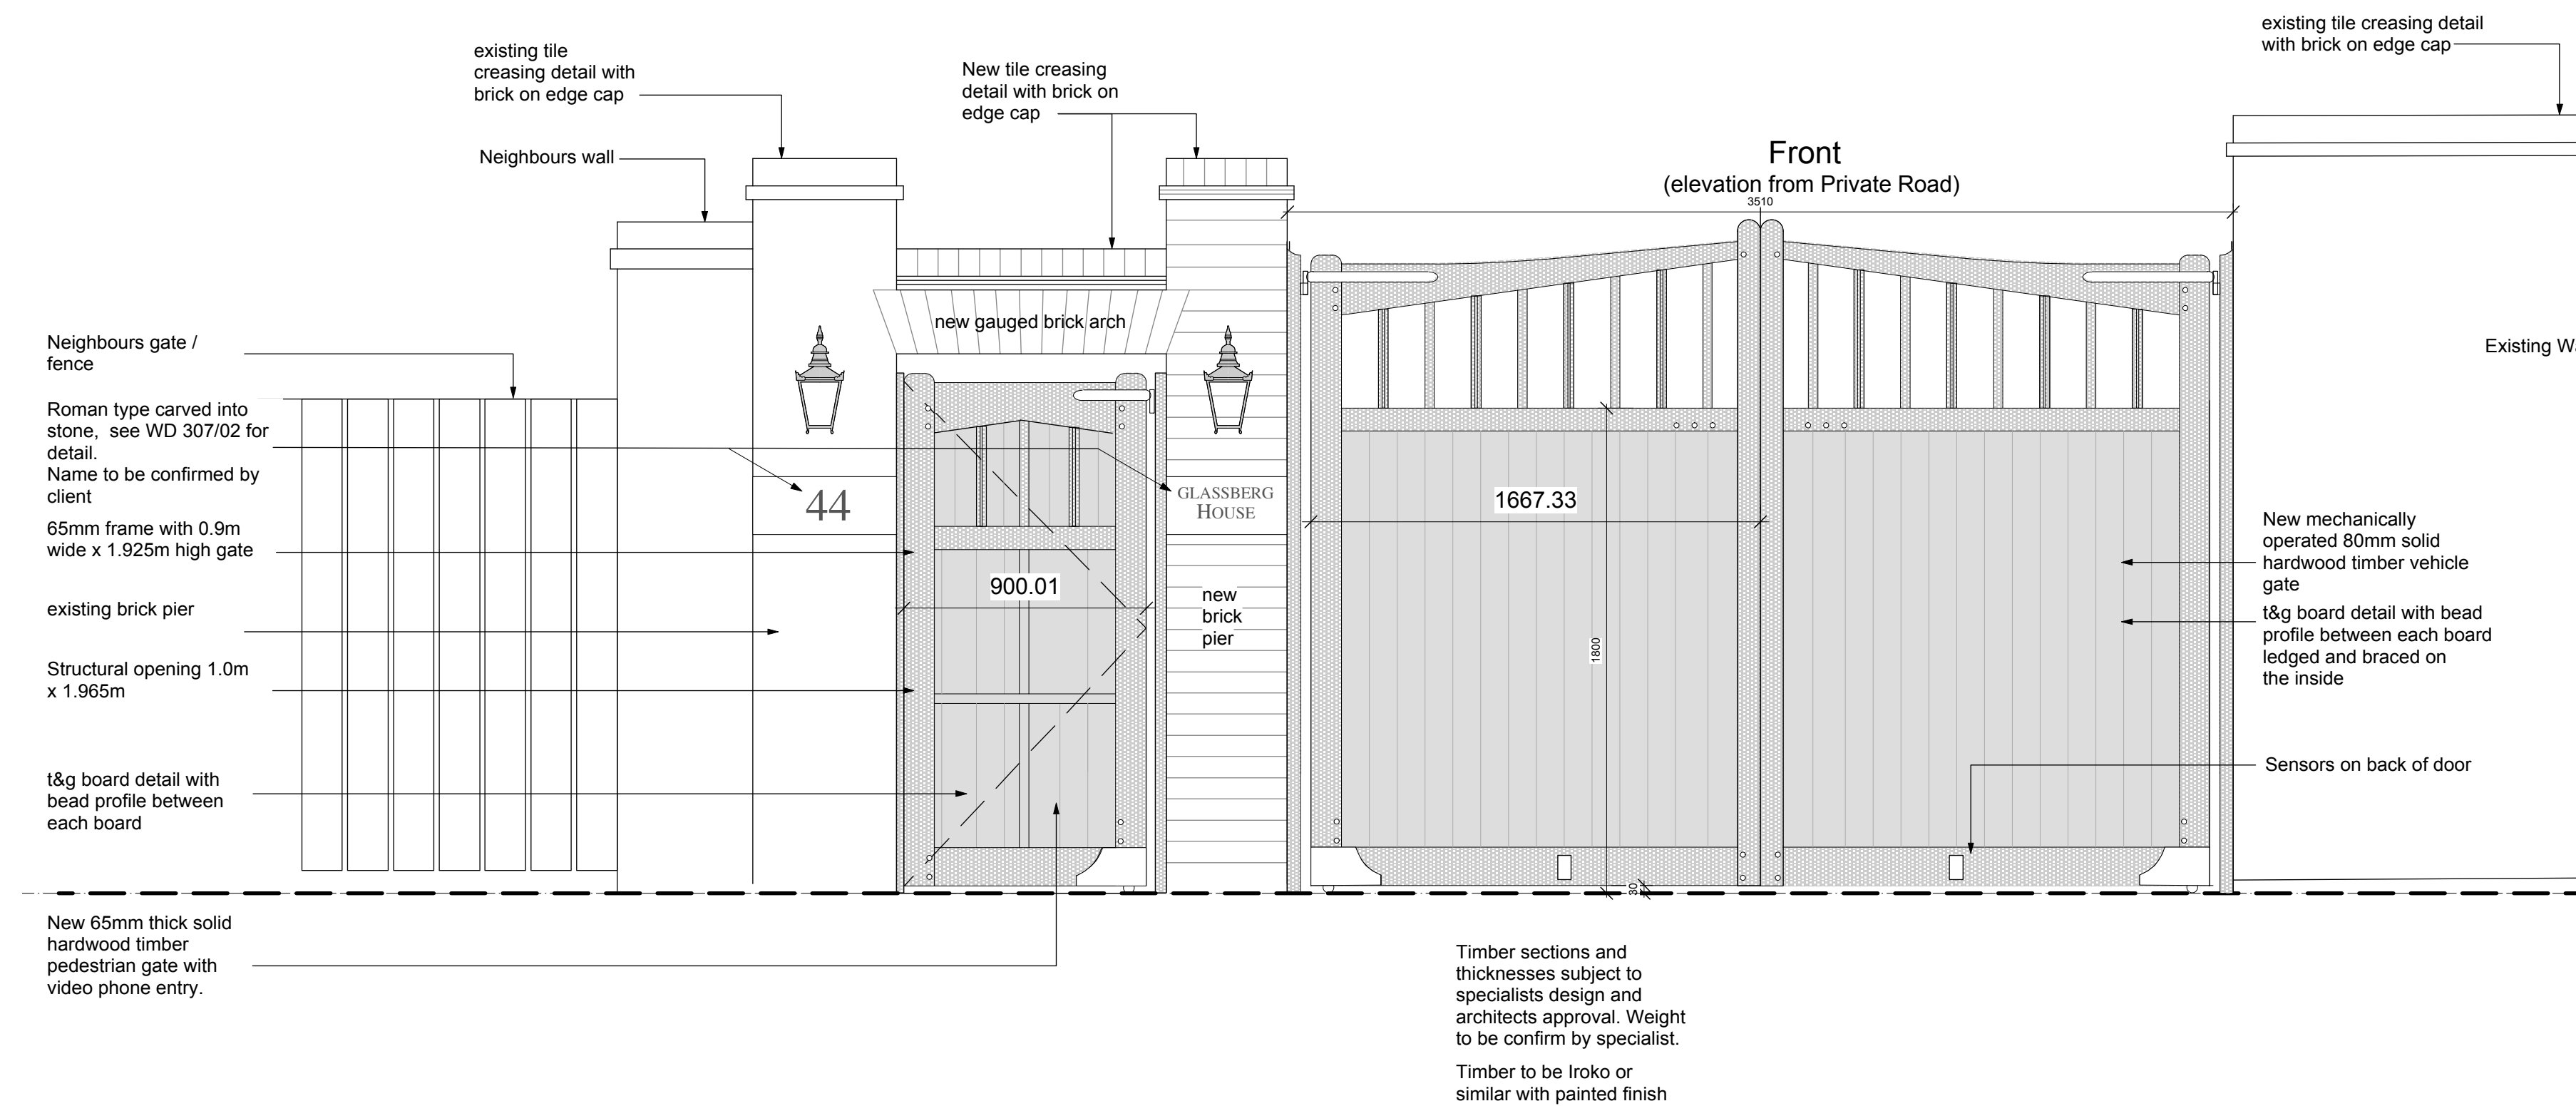 existing tile creasing detail
with brick on edge cap
existing tile
creasing detail with
brick on edge cap
New tile creasing
detail with brick on
edge cap
Neighbours wall
Front
(elevation from Private Road)
3510
new gauged brick arch
Neighbours gate /
fence
Existing W
Roman type carved into
stone,  see WD 307/02 for
detail.
Name to be confirmed by
client
44
GLASSBERG
HOUSE
1667.33
65mm frame with 0.9m
wide x 1.925m high gate
900.01
new
brick
pier
existing brick pier
1800
Structural opening 1.0m
x 1.965m
New mechanically
operated 80mm solid
hardwood timber vehicle
gate
t&g board detail with bead
profile between each board
ledged and braced on
the inside
Sensors on back of door
t&g board detail with
bead profile between
each board
30
New 65mm thick solid
hardwood timber
pedestrian gate with
video phone entry.
Timber sections and
thicknesses subject to
specialists design and
architects approval. Weight
to be confirm by specialist.
Timber to be Iroko or
similar with painted finish